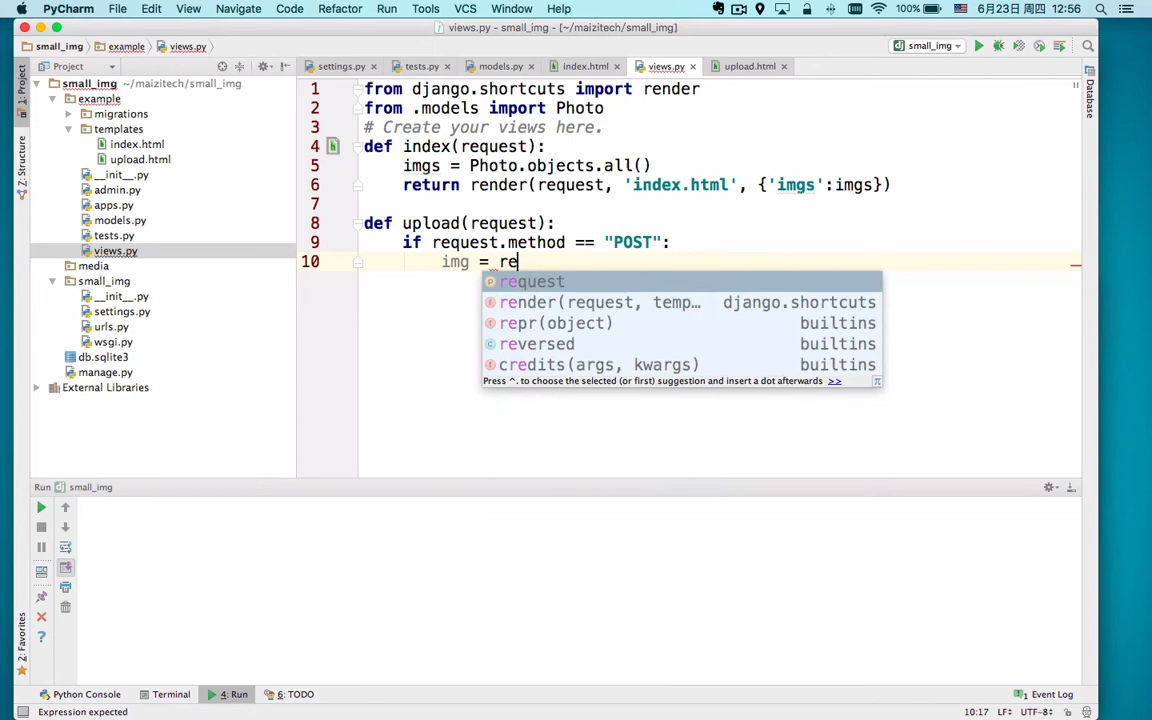 PyCharm File Edit View Navigate Code Refactor Run Tools VCS Window Help 100% 6月23日 周四 12:56
views.py - small_img - [~/maizitech/small_img]
small_img example views.py small_img
Project settings.py tests.py models.py index.html views.py upload.html
1: Project
7: Structure
2: Favorites
Database
small_img ~/maizitech/small_img
example
migrations
templates
index.html
upload.html
__init__.py
admin.py
apps.py
models.py
tests.py
views.py
media
small_img
__init__.py
settings.py
urls.py
wsgi.py
db.sqlite3
manage.py
External Libraries
1 from django.shortcuts import render
2 from .models import Photo
3 # Create your views here.
4 def index(request):
5 imgs = Photo.objects.all()
6 return render(request, 'index.html', {'imgs':imgs})
7
8 def upload(request):
9 if request.method == "POST":
10 img = re
request
render(request, temp… django.shortcuts
repr(object) builtins
reversed builtins
credits(args, kwargs) builtins
Press ^. to choose the selected (or first) suggestion and insert a dot afterwards >> π
Run small_img
Python Console Terminal 4: Run 6: TODO 1 Event Log
Expression expected 10:17 LF UTF-8